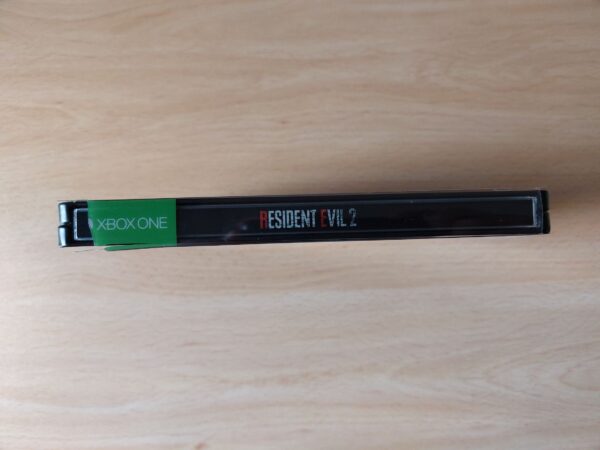 XBOX ONE
RESIDENT EVIL 2